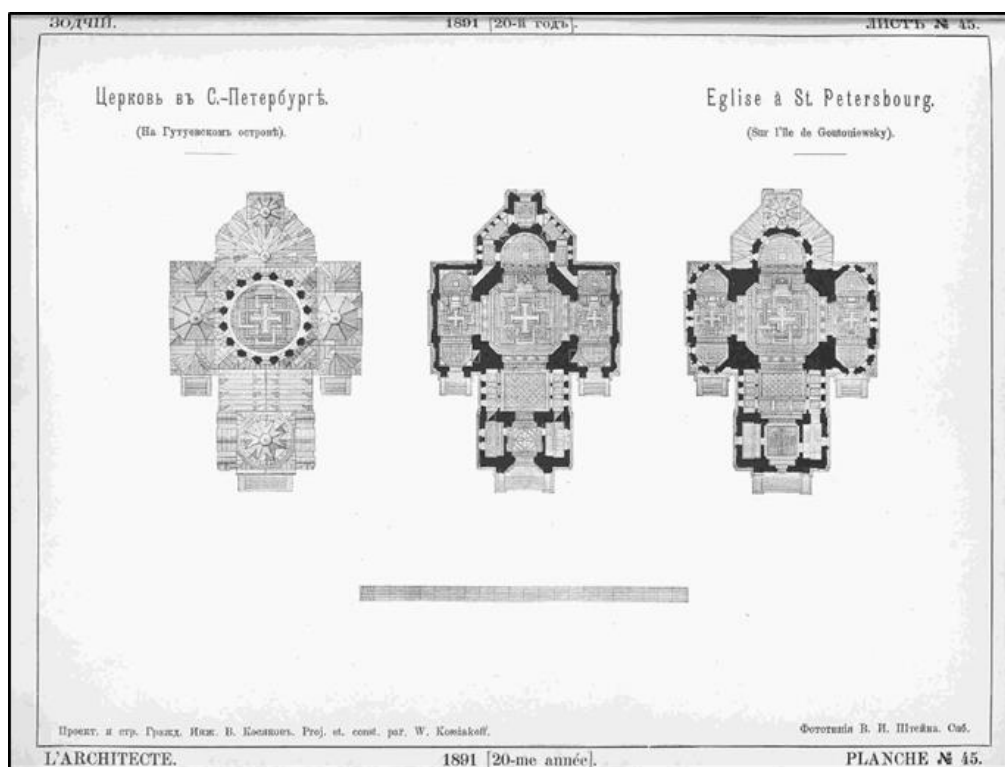 ЗОДЧІЙ.
1891 [20-й годъ].
ЛИСТЪ № 45.
Церковь въ С.-Петербургѣ.
(На Гутуевскомъ островѣ).
Eglise à St. Petersbourg.
(Sur l'île de Goutouiewsky).
Проект. и стр. Гражд. Инж. В. Косяковъ. Proj. et. const. par. W. Kossiakoff.
Фототипія В. И. Штейна. Спб.
L'ARCHITECTE.
1891 [20-me année].
PLANCHE № 45.